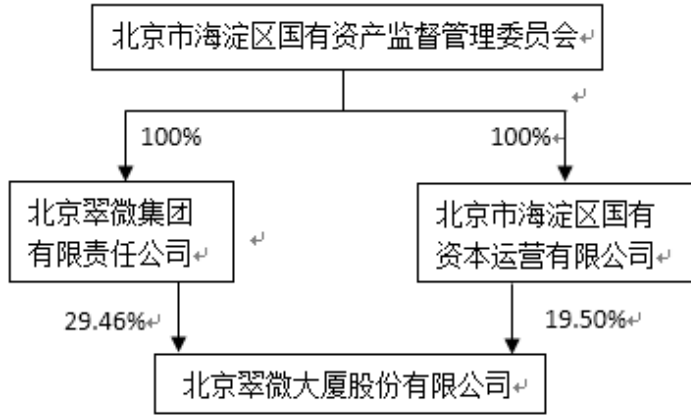 北京市海淀区国有资产监督管理委员会
100%
100%
北京翠微集团
有限责任公司
北京市海淀区国有
资本运营有限公司
29.46%
19.50%
北京翠微大厦股份有限公司